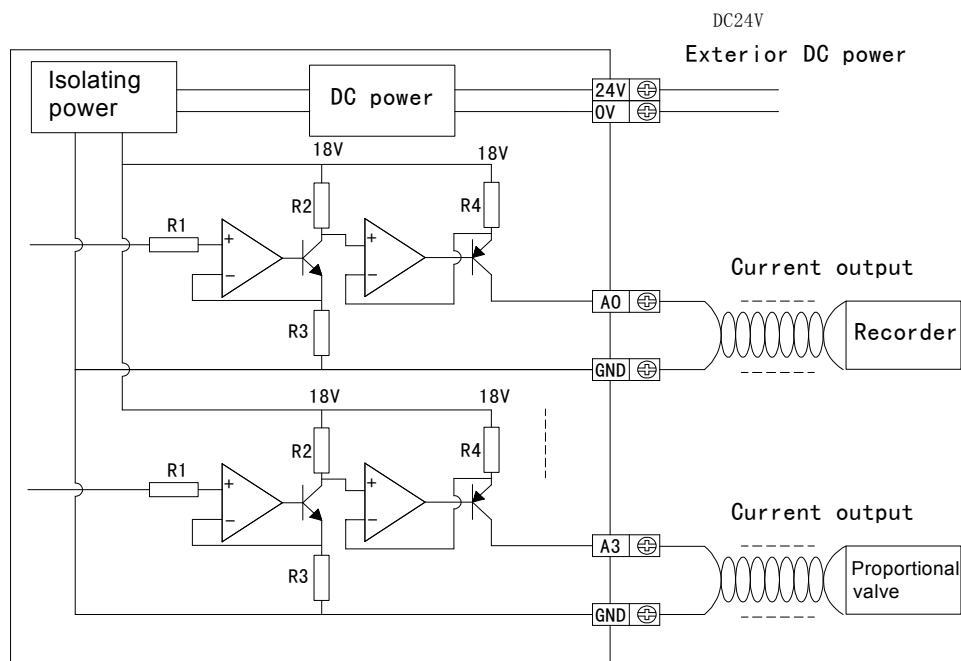 DC24V
Exterior DC power
Isolating
power
DC power
24V
0V
18V
18V
R2
R4
R1
+
−
+
−
Current output
A0
R3
Recorder
GND
18V
18V
R2
R4
R1
+
−
+
−
Current output
A3
R3
Proportional
valve
GND